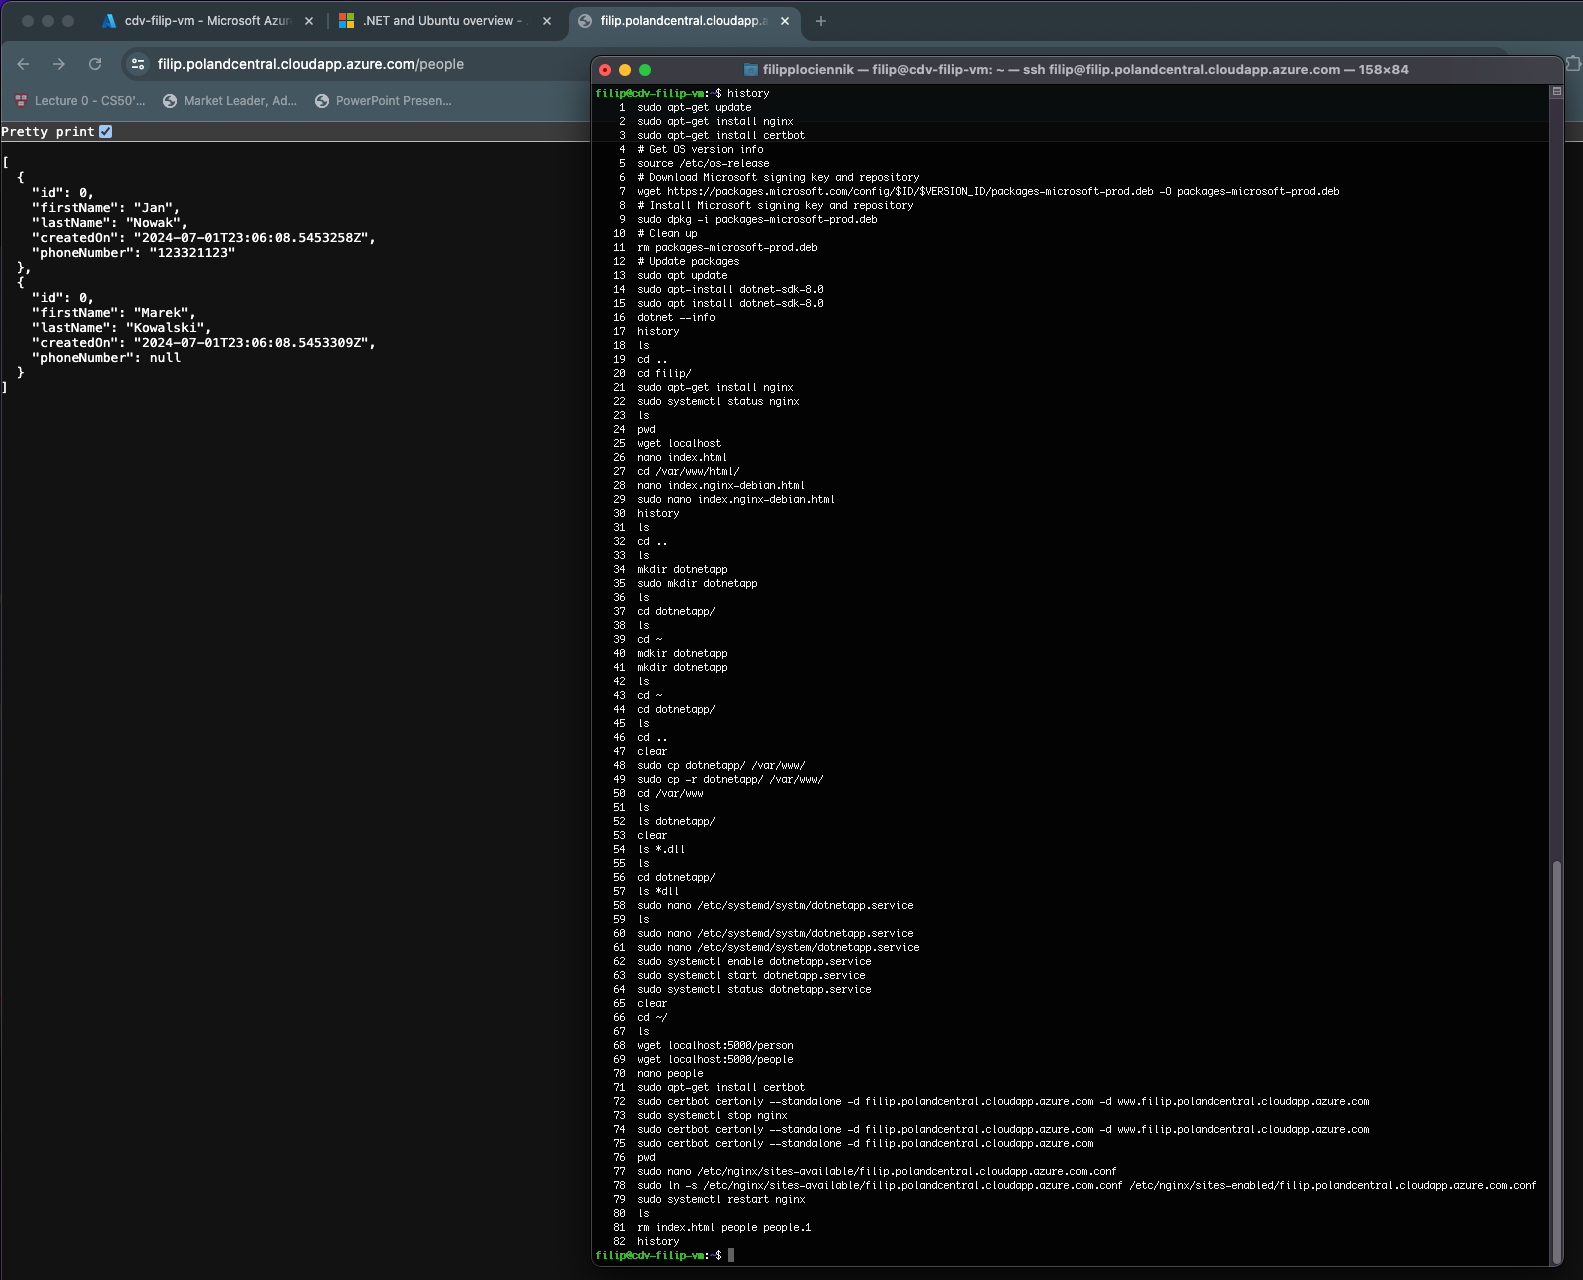 cdv-filip-vm - Microsoft Azur
.NET and Ubuntu overview -
filip.polandcentral.cloudapp.a
filip.polandcentral.cloudapp.azure.com/people
Lecture 0 - CS50'...
Market Leader, Ad...
PowerPoint Presen...
Pretty print
[
  {
    "id": 0,
    "firstName": "Jan",
    "lastName": "Nowak",
    "createdOn": "2024-07-01T23:06:08.5453258Z",
    "phoneNumber": "123321123"
  },
  {
    "id": 0,
    "firstName": "Marek",
    "lastName": "Kowalski",
    "createdOn": "2024-07-01T23:06:08.5453309Z",
    "phoneNumber": null
  }
]
filipplociennik — filip@cdv-filip-vm: ~ — ssh filip@filip.polandcentral.cloudapp.azure.com — 158×84
filip@cdv-filip-vm:~$ history
1 sudo apt-get update
2 sudo apt-get install nginx
3 sudo apt-get install certbot
4 # Get OS version info
5 source /etc/os-release
6 # Download Microsoft signing key and repository
7 wget https://packages.microsoft.com/config/$ID/$VERSION_ID/packages-microsoft-prod.deb -O packages-microsoft-prod.deb
8 # Install Microsoft signing key and repository
9 sudo dpkg -i packages-microsoft-prod.deb
10 # Clean up
11 rm packages-microsoft-prod.deb
12 # Update packages
13 sudo apt update
14 sudo apt-install dotnet-sdk-8.0
15 sudo apt install dotnet-sdk-8.0
16 dotnet --info
17 history
18 ls
19 cd ..
20 cd filip/
21 sudo apt-get install nginx
22 sudo systemctl status nginx
23 ls
24 pwd
25 wget localhost
26 nano index.html
27 cd /var/www/html/
28 nano index.nginx-debian.html
29 sudo nano index.nginx-debian.html
30 history
31 ls
32 cd ..
33 ls
34 mkdir dotnetapp
35 sudo mkdir dotnetapp
36 ls
37 cd dotnetapp/
38 ls
39 cd ~
40 mdkir dotnetapp
41 mkdir dotnetapp
42 ls
43 cd ~
44 cd dotnetapp/
45 ls
46 cd ..
47 clear
48 sudo cp dotnetapp/ /var/www/
49 sudo cp -r dotnetapp/ /var/www/
50 cd /var/www
51 ls
52 ls dotnetapp/
53 clear
54 ls *.dll
55 ls
56 cd dotnetapp/
57 ls *dll
58 sudo nano /etc/systemd/systm/dotnetapp.service
59 ls
60 sudo nano /etc/systemd/systm/dotnetapp.service
61 sudo nano /etc/systemd/system/dotnetapp.service
62 sudo systemctl enable dotnetapp.service
63 sudo systemctl start dotnetapp.service
64 sudo systemctl status dotnetapp.service
65 clear
66 cd ~/
67 ls
68 wget localhost:5000/person
69 wget localhost:5000/people
70 nano people
71 sudo apt-get install certbot
72 sudo certbot certonly --standalone -d filip.polandcentral.cloudapp.azure.com -d www.filip.polandcentral.cloudapp.azure.com
73 sudo systemctl stop nginx
74 sudo certbot certonly --standalone -d filip.polandcentral.cloudapp.azure.com -d www.filip.polandcentral.cloudapp.azure.com
75 sudo certbot certonly --standalone -d filip.polandcentral.cloudapp.azure.com
76 pwd
77 sudo nano /etc/nginx/sites-available/filip.polandcentral.cloudapp.azure.com.conf
78 sudo ln -s /etc/nginx/sites-available/filip.polandcentral.cloudapp.azure.com.conf /etc/nginx/sites-enabled/filip.polandcentral.cloudapp.azure.com.conf
79 sudo systemctl restart nginx
80 ls
81 rm index.html people people.1
82 history
filip@cdv-filip-vm:~$